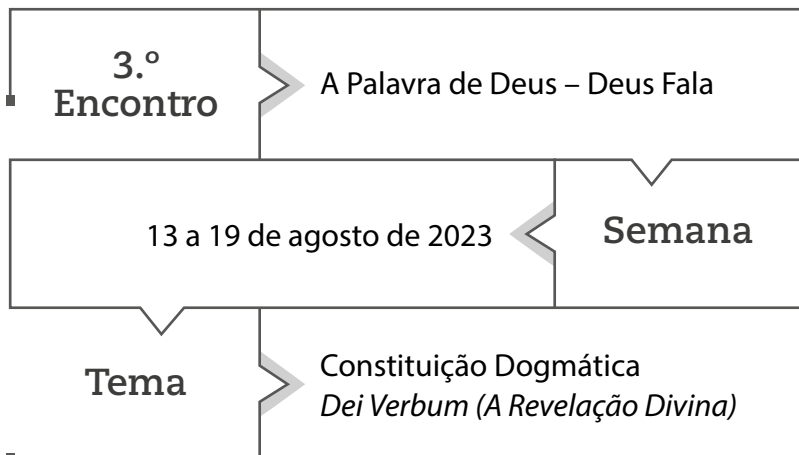 3.º
Encontro
A Palavra de Deus – Deus Fala
13 a 19 de agosto de 2023
Semana
Tema
Constituição Dogmática
Dei Verbum (A Revelação Divina)